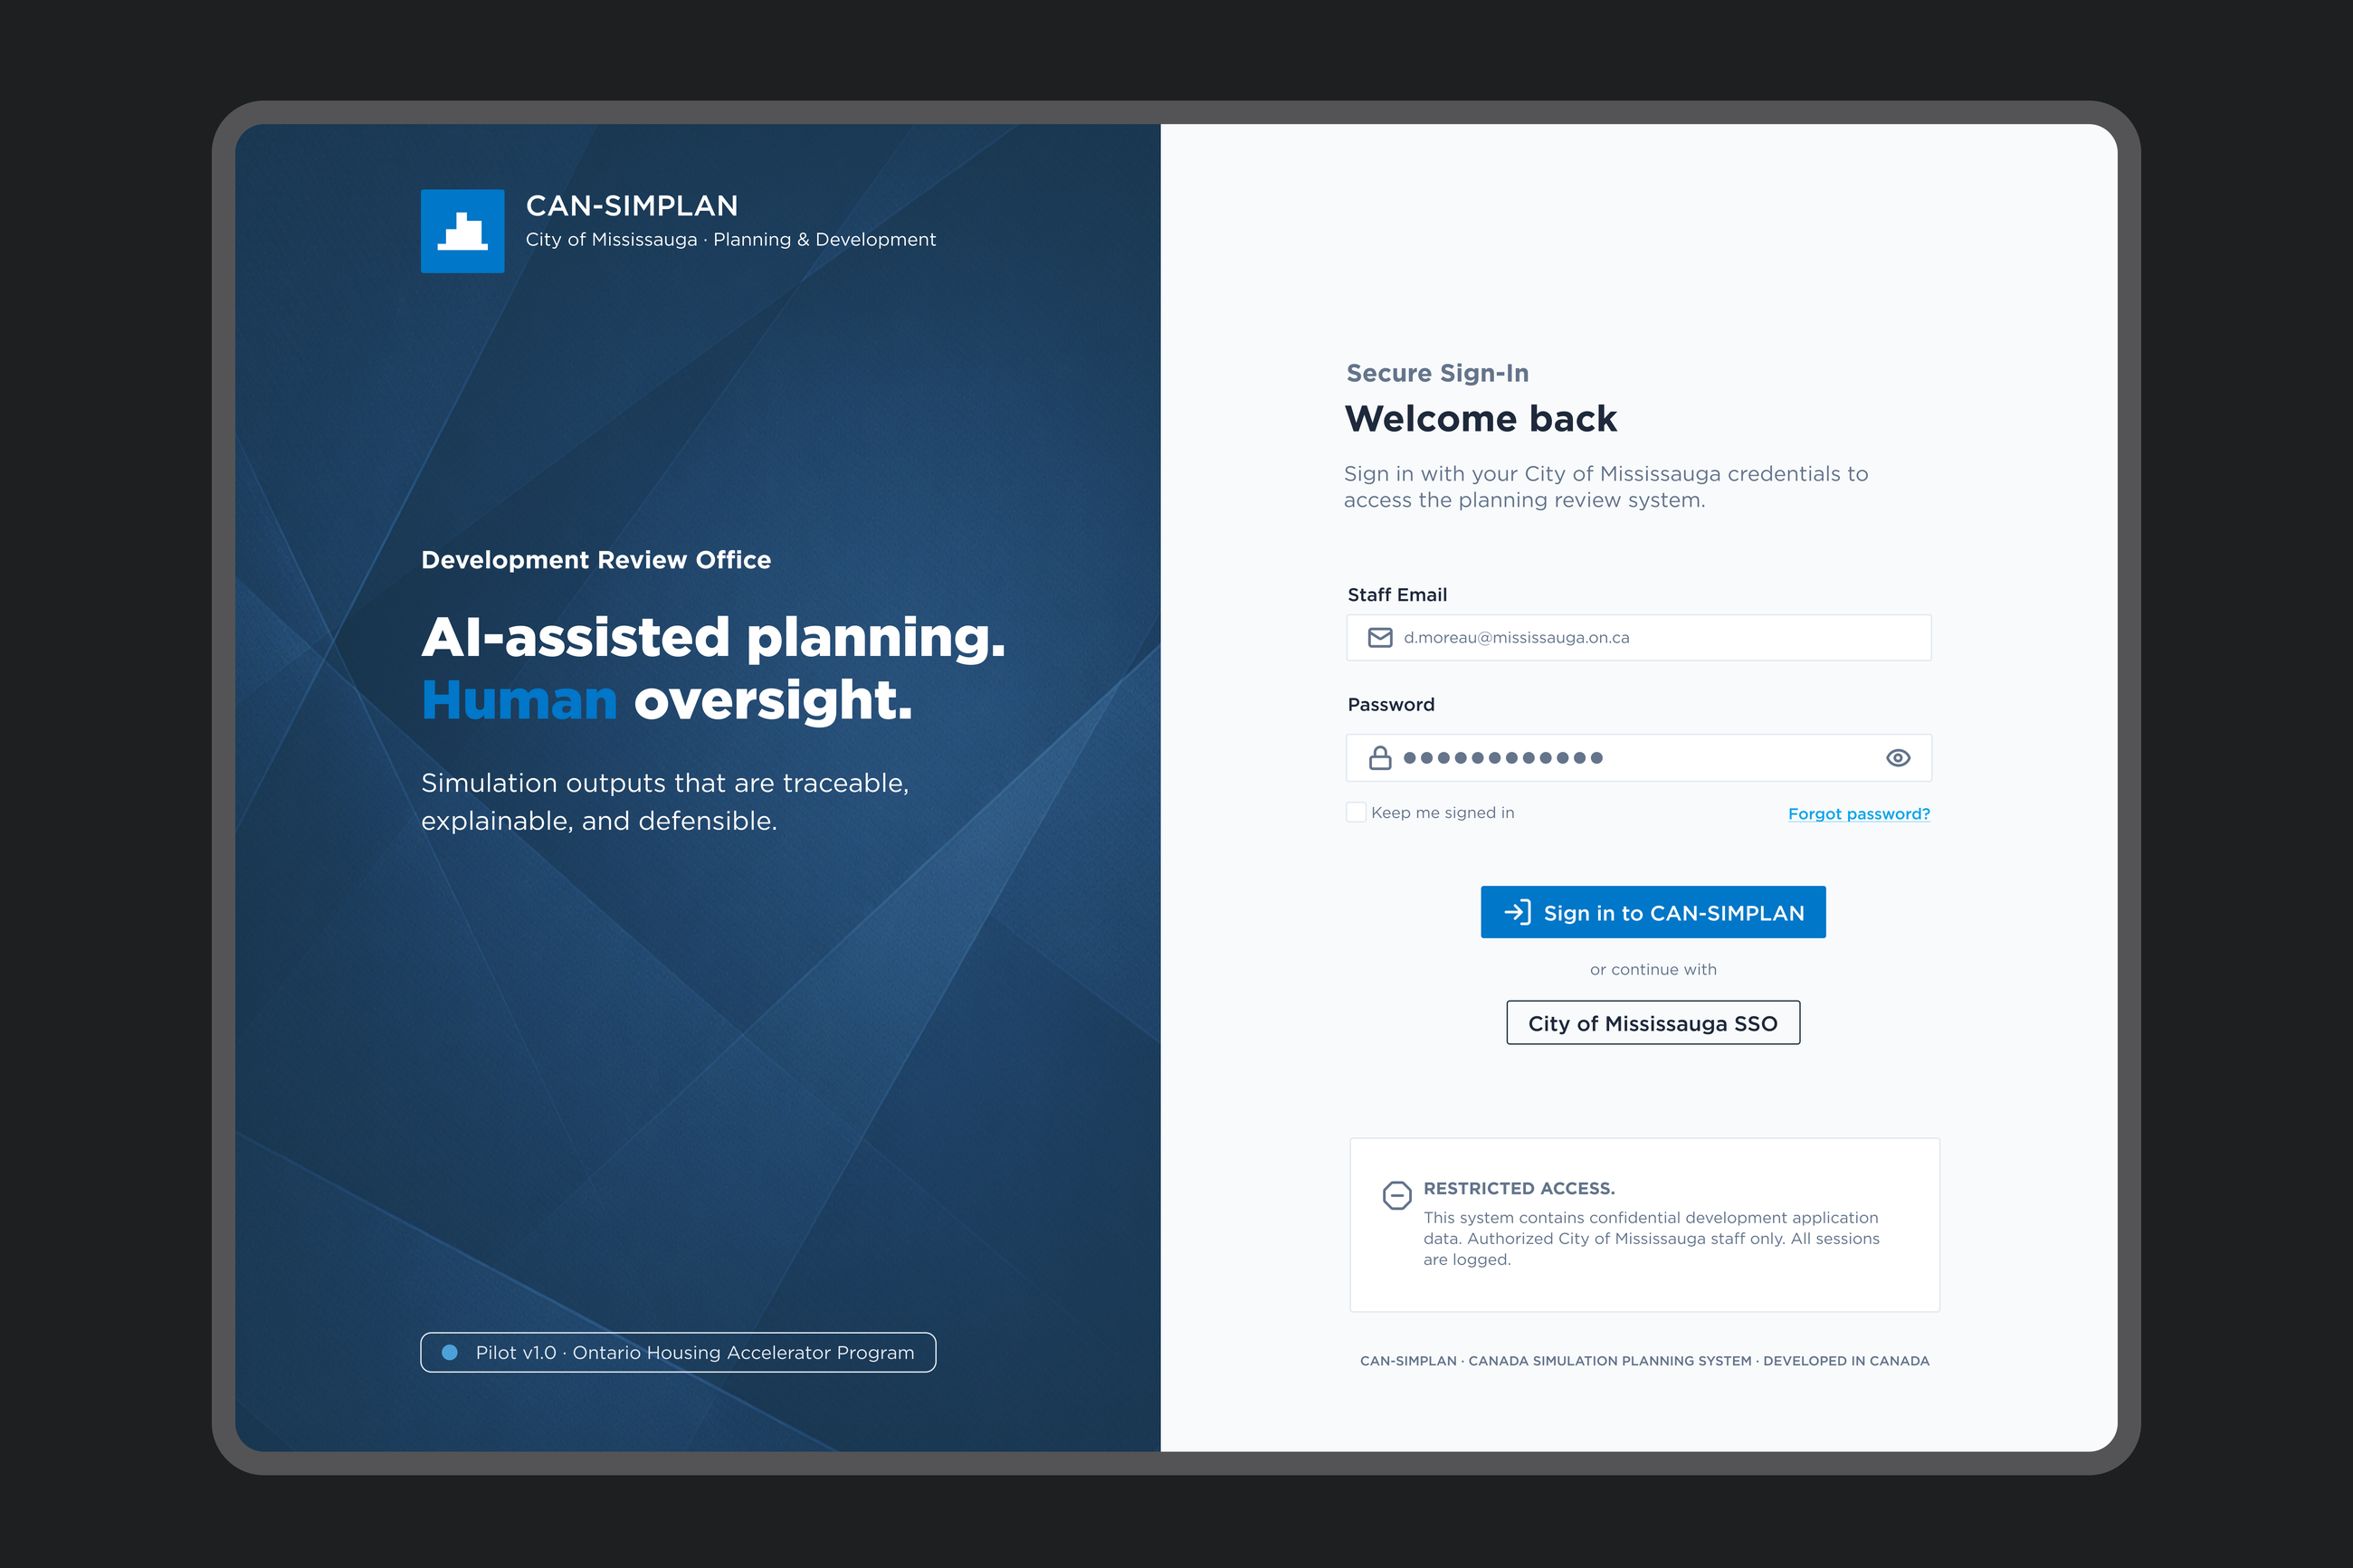 CAN-SIMPLAN
City of Mississauga · Planning & Development
Development Review Office
AI-assisted planning.
Human oversight.
Simulation outputs that are traceable,
explainable, and defensible.
Pilot v1.0 · Ontario Housing Accelerator Program
Secure Sign-In
Welcome back
Sign in with your City of Mississauga credentials to
access the planning review system.
Staff Email
d.moreau@mississauga.on.ca
Password
Keep me signed in
Forgot password?
Sign in to CAN-SIMPLAN
or continue with
City of Mississauga SSO
RESTRICTED ACCESS.
This system contains confidential development application
data. Authorized City of Mississauga staff only. All sessions
are logged.
CAN-SIMPLAN · CANADA SIMULATION PLANNING SYSTEM · DEVELOPED IN CANADA